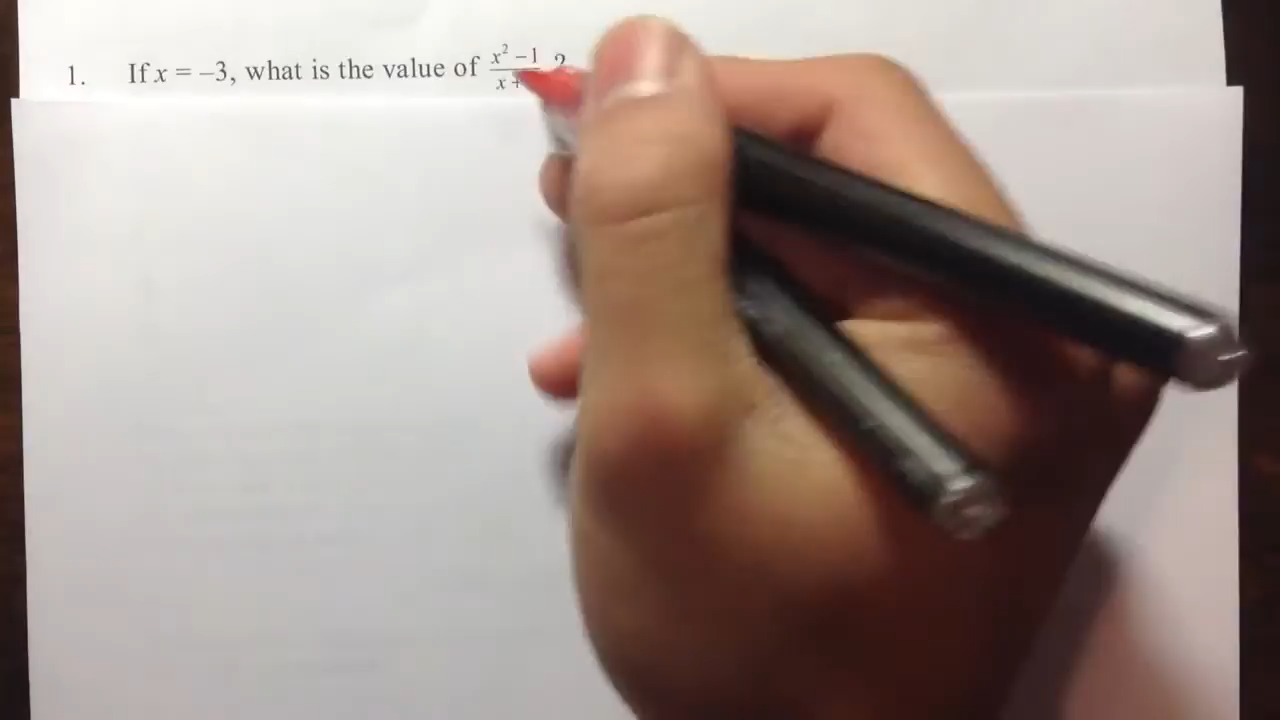 1. If x = –3, what is the value of x² – 1 / x + ?